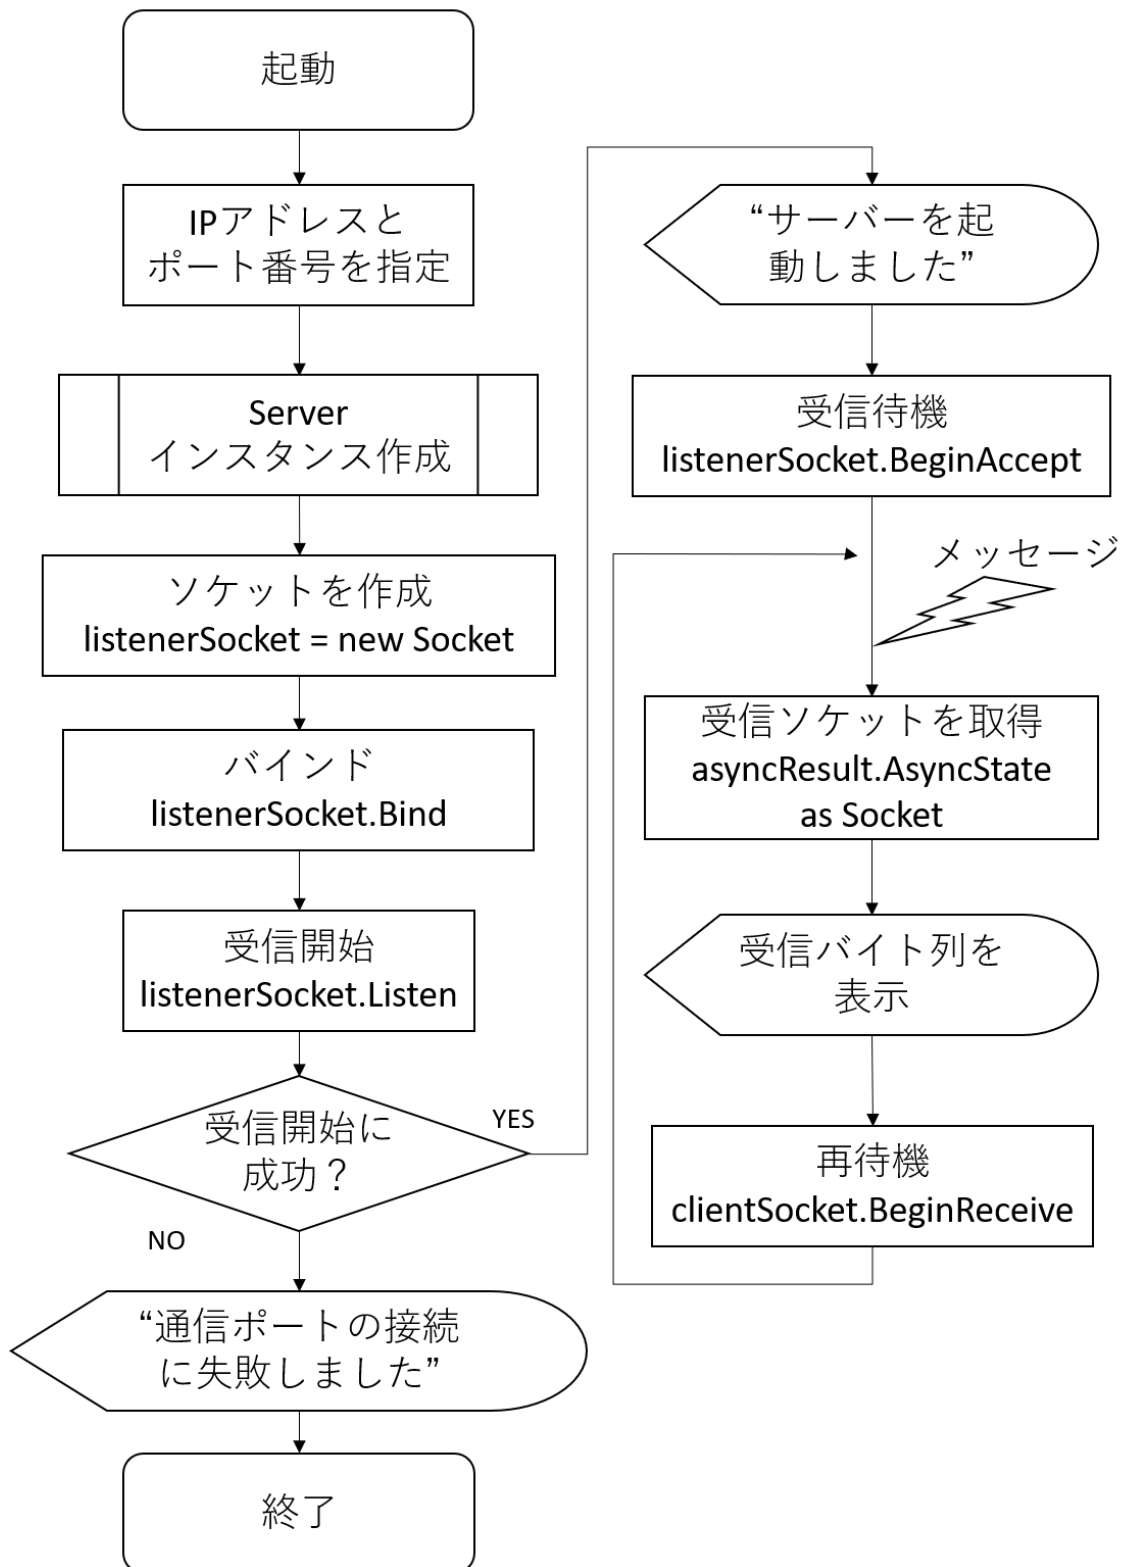 起動
IPアドレスと
ポート番号を指定
Server
インスタンス作成
ソケットを作成
listenerSocket = new Socket
バインド
listenerSocket.Bind
受信開始
listenerSocket.Listen
受信開始に
成功？
YES
NO
“通信ポートの接続
に失敗しました”
終了
“サーバーを起
動しました”
受信待機
listenerSocket.BeginAccept
メッセージ
受信ソケットを取得
asyncResult.AsyncState
as Socket
受信バイト列を
表示
再待機
clientSocket.BeginReceive